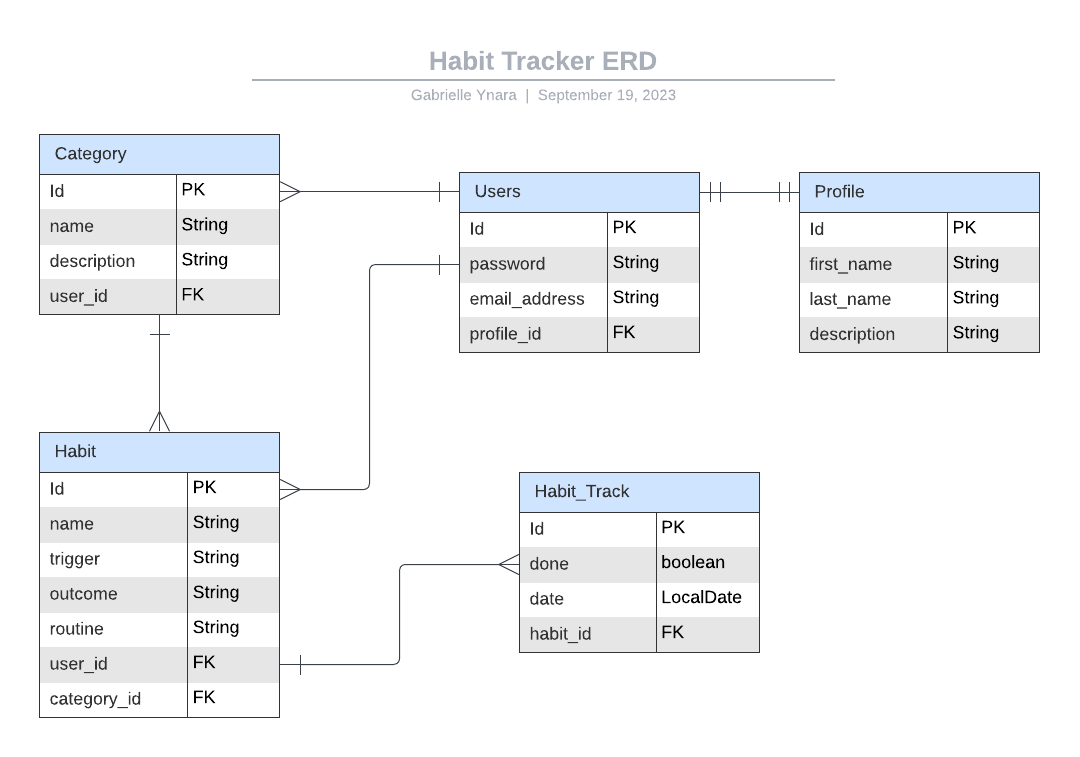 Habit Tracker ERD
Gabrielle Ynara | September 19, 2023
Category
Id PK
name String
description String
user_id FK
Users
Id PK
password String
email_address String
profile_id FK
Profile
Id PK
first_name String
last_name String
description String
Habit
Id PK
name String
trigger String
outcome String
routine String
user_id FK
category_id FK
Habit_Track
Id PK
done boolean
date LocalDate
habit_id FK